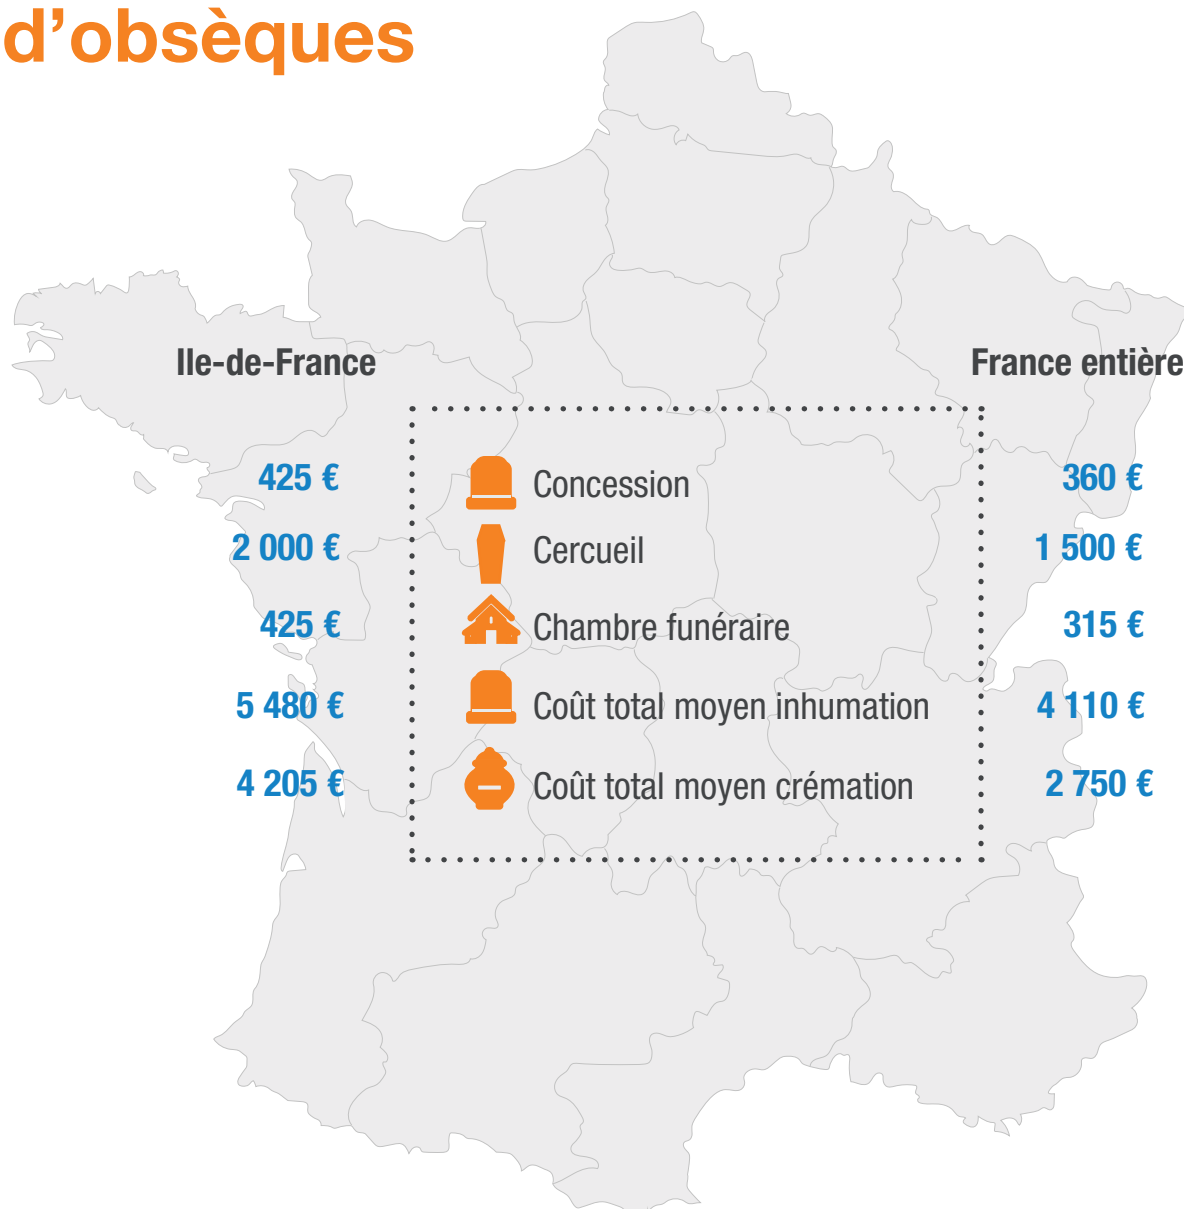 d’obsèques
Ile-de-France France entière
425 € Concession 360 €
2 000 € Cercueil 1 500 €
425 € Chambre funéraire 315 €
5 480 € Coût total moyen inhumation 4 110 €
4 205 € Coût total moyen crémation 2 750 €